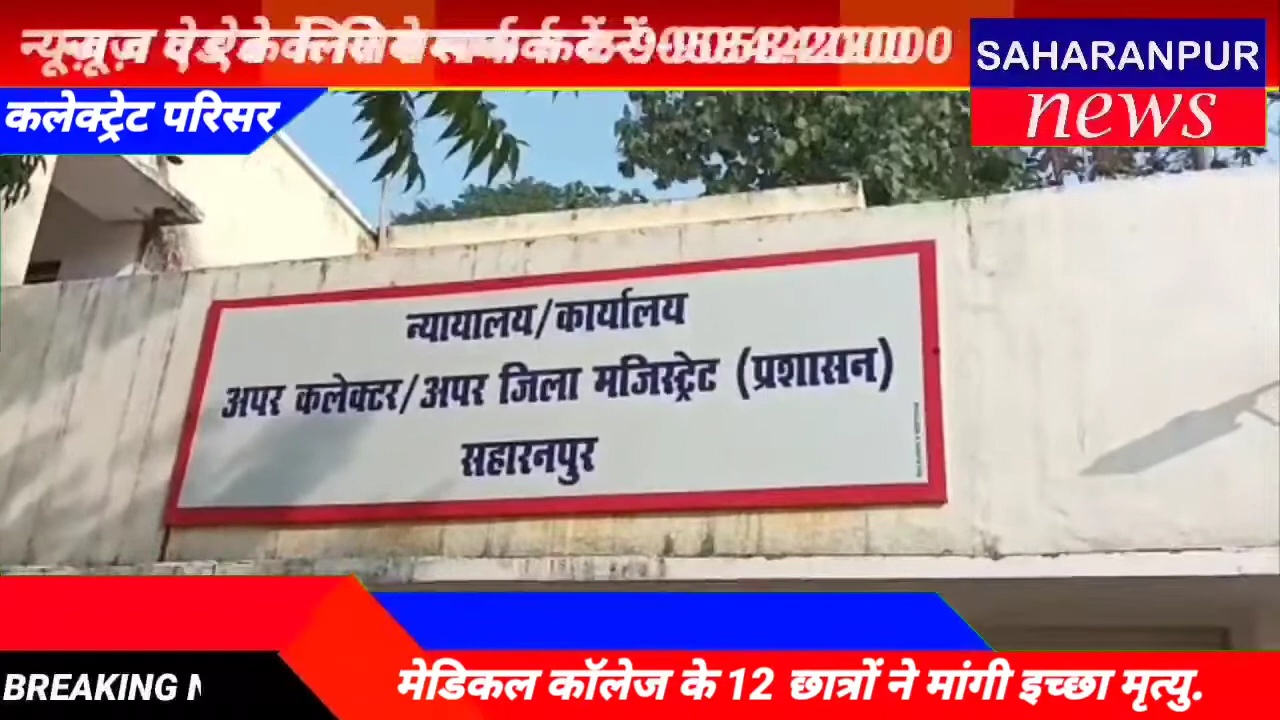 SAHARANPUR
news
कलेक्ट्रेट परिसर
न्यायालय/कार्यालय
अपर कलेक्टर/अपर जिला मजिस्ट्रेट (प्रशासन)
सहारनपुर
BREAKING
मेडिकल कॉलेज के 12 छात्रों ने मांगी इच्छा मृत्यु.